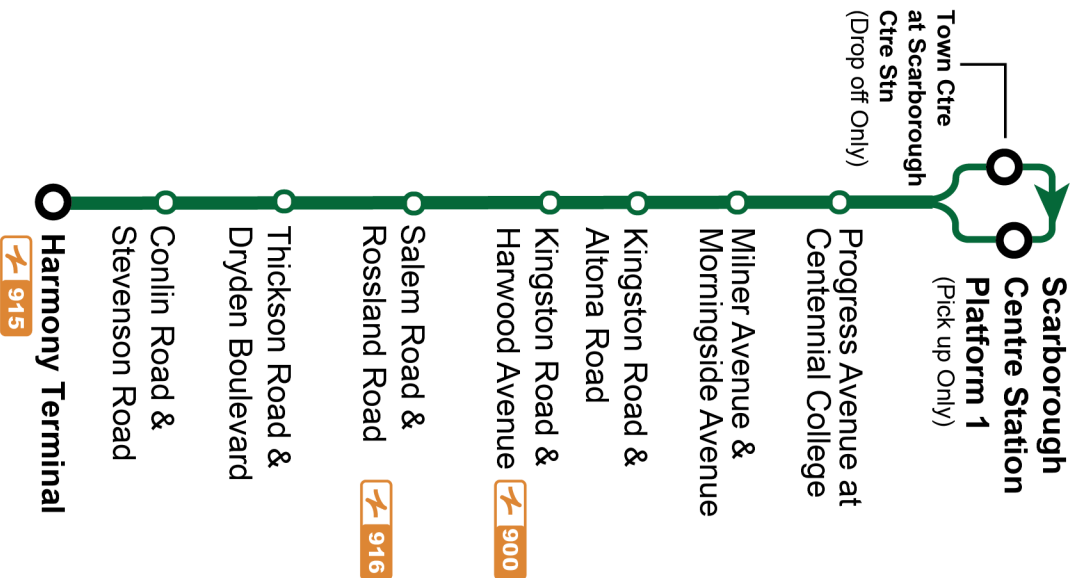 Town Ctre
at Scarborough
Ctre Stn
(Drop off Only)
Scarborough
Centre Station
Platform 1
(Pick up Only)
Progress Avenue at
Centennial College
Milner Avenue &
Morningside Avenue
Kingston Road &
Altona Road
Kingston Road &
Harwood Avenue
900
Salem Road &
Rossland Road
916
Thickson Road &
Dryden Boulevard
Conlin Road &
Stevenson Road
Harmony Terminal
915